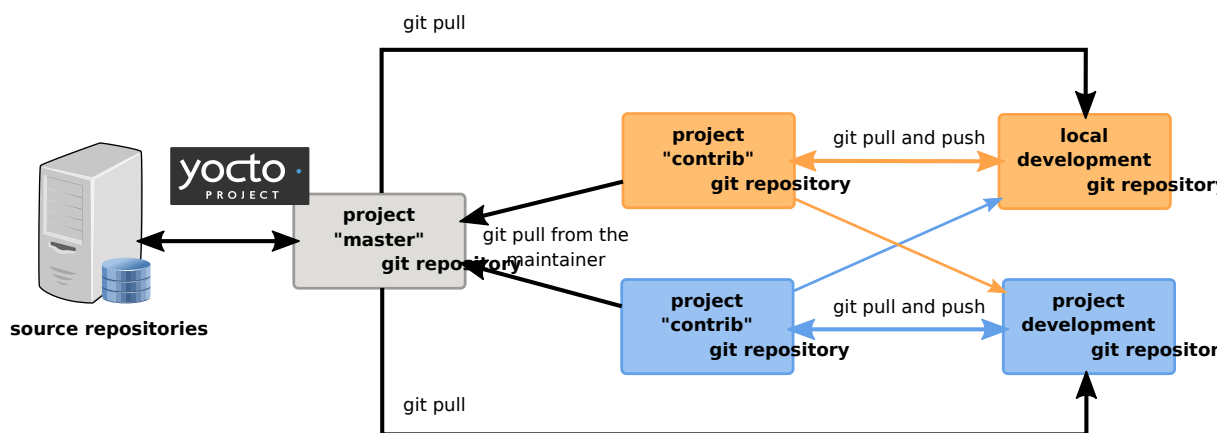 git pull
yocto
PROJECT
source repositories
project
"master"
git repository
project
"contrib"
git repository
git pull and push
local
development
git repository
git pull from the
maintainer
project
"contrib"
git repository
git pull and push
project
development
git repositor
git pull